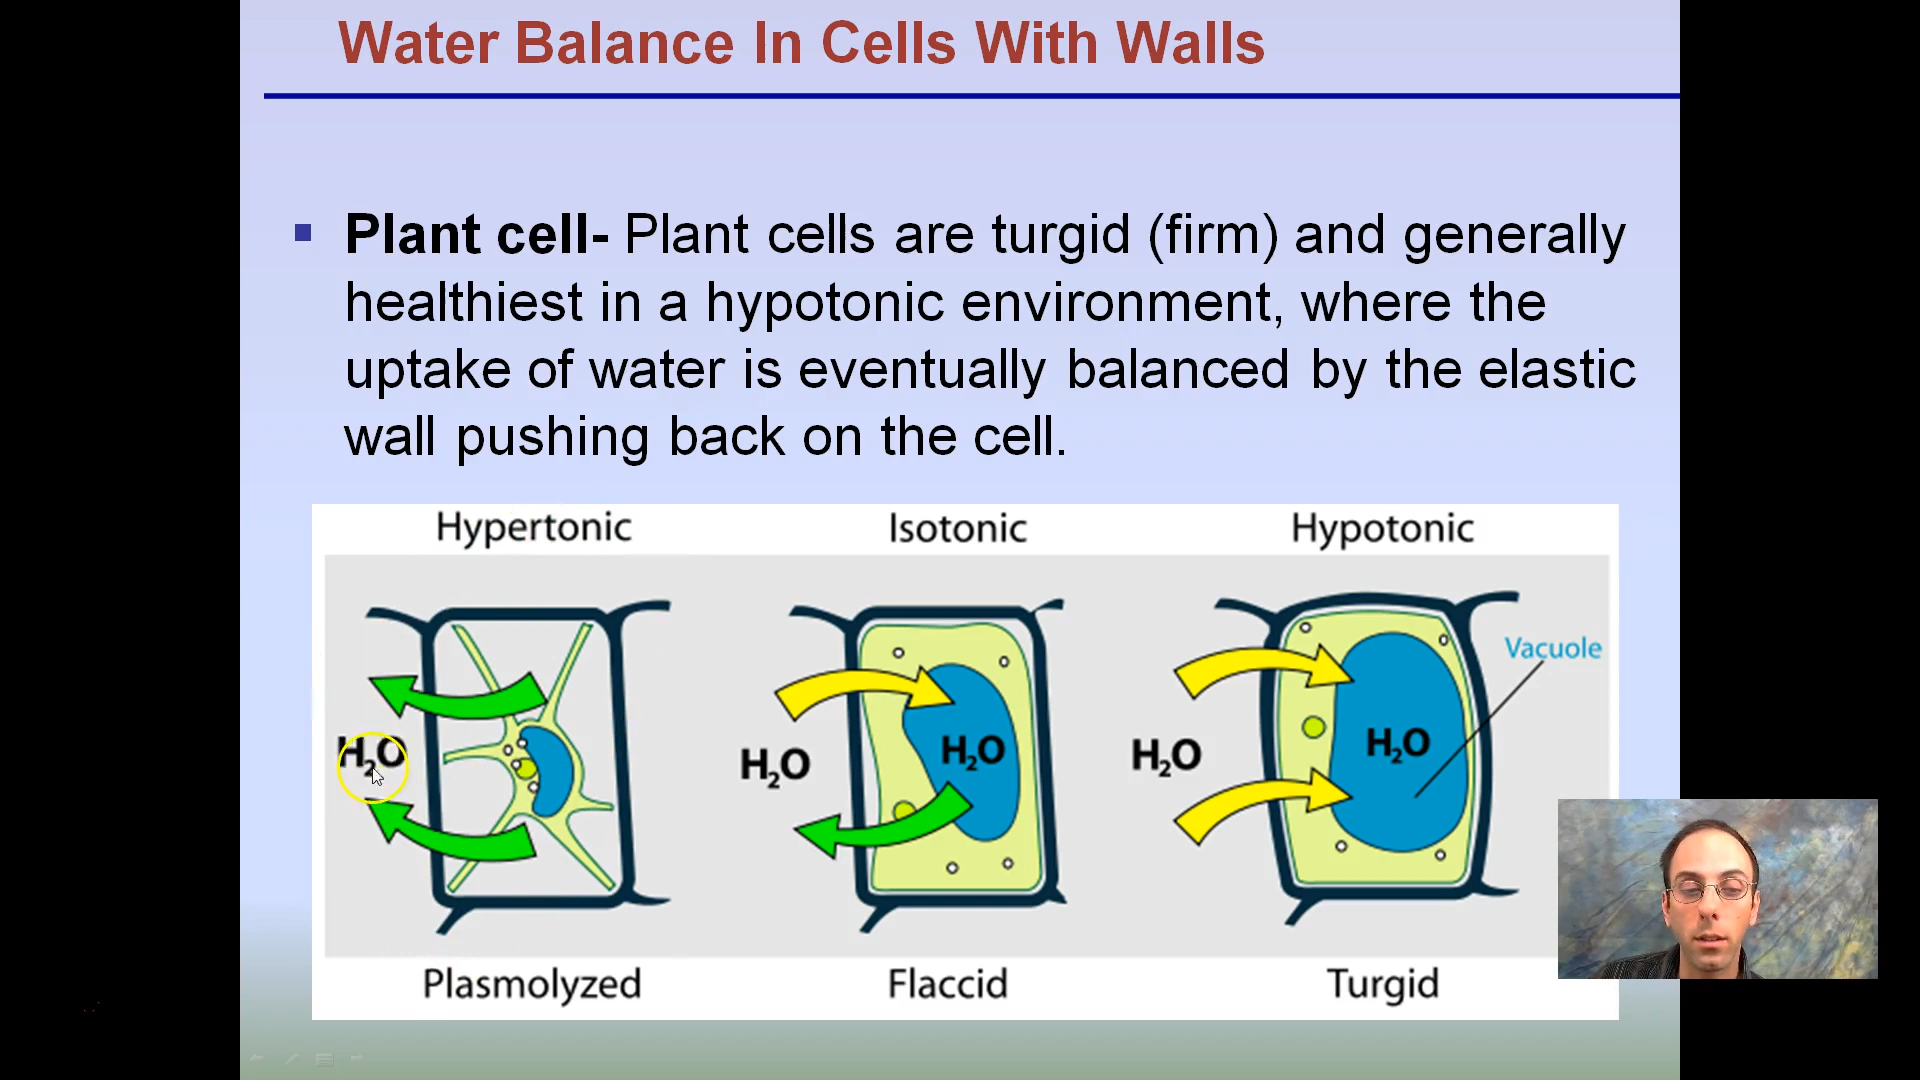 Water Balance In Cells With Walls
Plant cell- Plant cells are turgid (firm) and generally
healthiest in a hypotonic environment, where the
uptake of water is eventually balanced by the elastic
wall pushing back on the cell.
Hypertonic Isotonic Hypotonic
Vacuole
H₂O H₂O H₂O H₂O H₂O
Plasmolyzed Flaccid Turgid